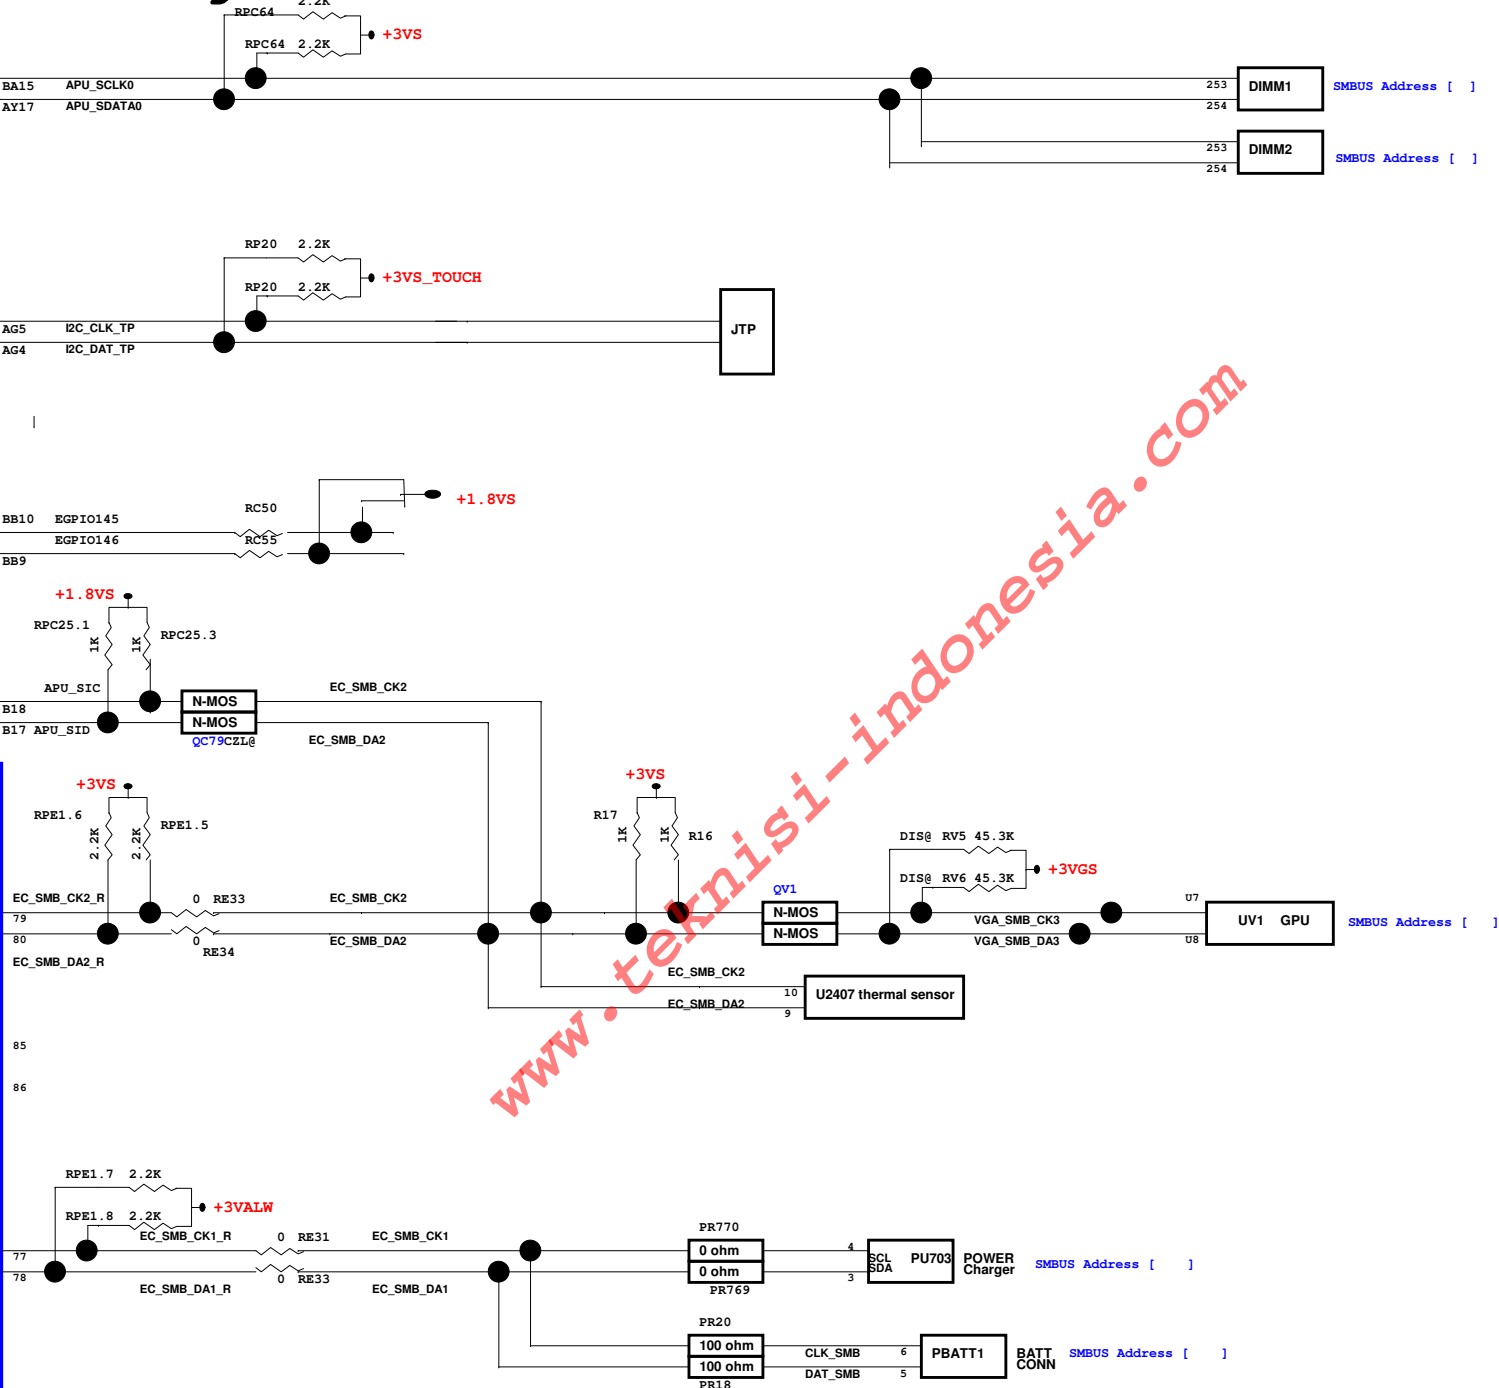 2.2K
RPC64
+3VS
RPC64 2.2K
BA15 APU_SCLK0
AY17 APU_SDATA0
253
254
DIMM1
SMBUS Address [ ]
253
254
DIMM2
SMBUS Address [ ]
RP20 2.2K
+3VS_TOUCH
RP20 2.2K
AG5 I2C_CLK_TP
AG4 I2C_DAT_TP
JTP
+1.8VS
RC50
BB10 EGPIO145
EGPIO146
RC55
BB9
+1.8VS
RPC25.1
1K
1K
RPC25.3
APU_SIC
B18
B17 APU_SID
N-MOS
N-MOS
QC79CZL@
EC_SMB_CK2
EC_SMB_DA2
+3VS
RPE1.6
2.2K
2.2K
RPE1.5
EC_SMB_CK2_R
79
80
EC_SMB_DA2_R
0 RE33
0
RE34
EC_SMB_CK2
EC_SMB_DA2
+3VS
R17
1K
1K
R16
QV1
N-MOS
N-MOS
DIS@ RV5 45.3K
+3VGS
DIS@ RV6 45.3K
VGA_SMB_CK3
VGA_SMB_DA3
U7
U8
UV1 GPU
SMBUS Address [ ]
EC_SMB_CK2
EC_SMB_DA2
10
9
U2407 thermal sensor
85
86
RPE1.7 2.2K
+3VALW
RPE1.8 2.2K
77
78
EC_SMB_CK1_R
EC_SMB_DA1_R
0 RE31
0 RE33
EC_SMB_CK1
EC_SMB_DA1
PR770
0 ohm
0 ohm
PR769
4
3
SCL
SDA
PU703
POWER
Charger
SMBUS Address [ ]
PR20
100 ohm
100 ohm
PR18
CLK_SMB
DAT_SMB
6
5
PBATT1
BATT
CONN
SMBUS Address [ ]
www.teknisi-indonesia.com